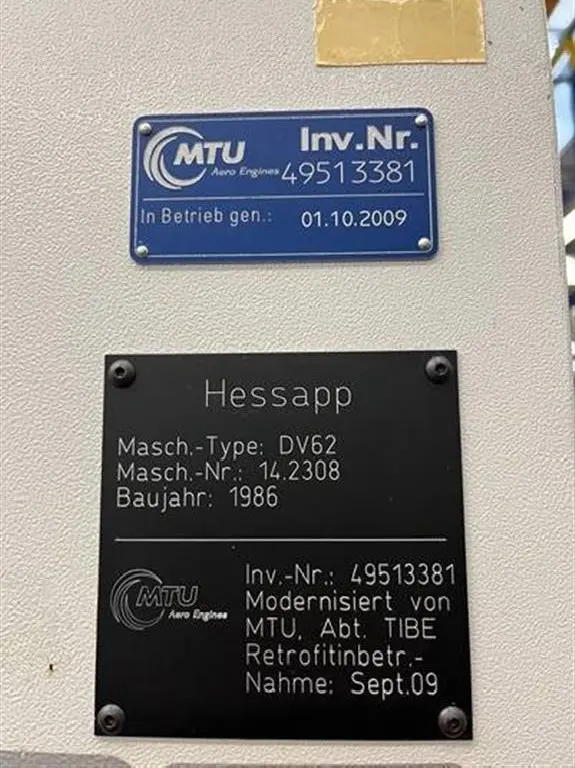 MTU
Aero Engines
Inv.Nr.
49513381
In Betrieb gen.: 01.10.2009
Hessapp
Masch.-Type: DV62
Masch.-Nr.: 14.2308
Baujahr: 1986
MTU
Aero Engines
Inv.-Nr.: 49513381
Modernisiert von
MTU, Abt. TIBE
Retrofitinbetr.-
Nahme: Sept.09